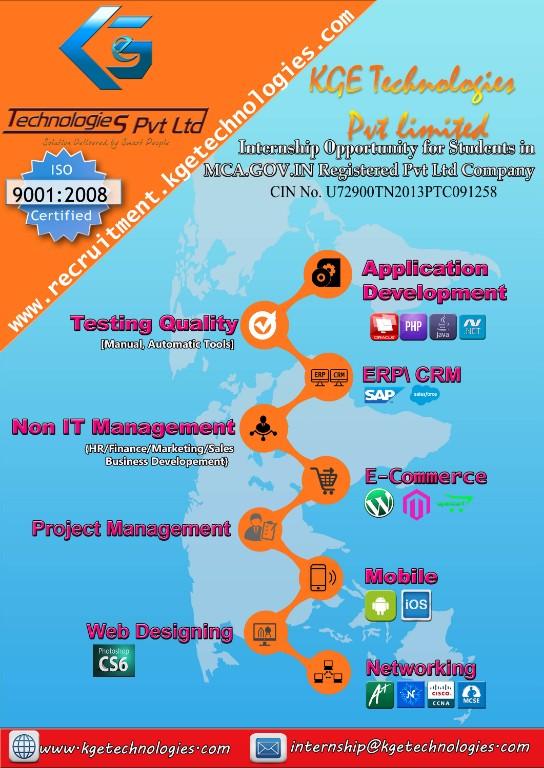 KGE
TechnologieS Pvt Ltd
Solution Delivered by Smart People
ISO
9001:2008
Certified
www.recruitment.kgetechnologies.com
KGE Technologies
Pvt limited
Internship Opportunity for Students in
MCA.GOV.IN Registered Pvt Ltd Company
CIN No. U72900TN2013PTC091258
Application
Development
ORACLE PHP Java .NET
Testing Quality
[Manual, Automatic Tools]
ERP CRM
ERP\ CRM
SAP salesforce
Non IT Management
(HR/Finance/Marketing/Sales
Business Developement)
E-Commerce
opencart
Project Management
Mobile
iOS
Web Designing
Photoshop
CS6
Networking
A+ N CISCO MCSE
CCNA
www.kgetechnologies.com
internship@kgetechnologies.com